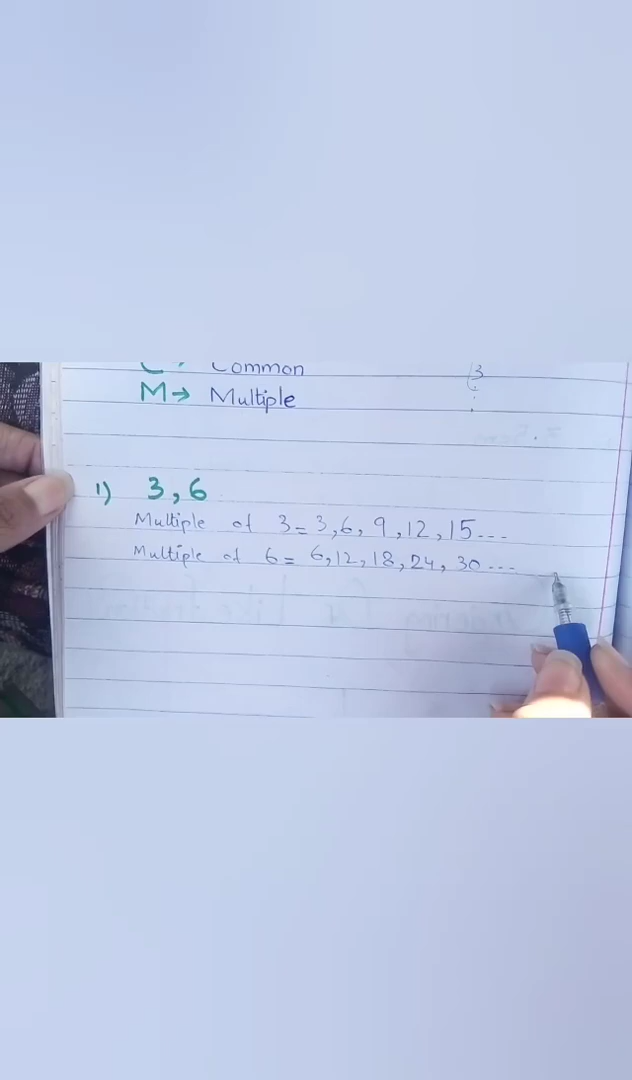 Common
M→ Multiple
3
1) 3,6
Multiple of 3=3,6,9,12,15...
Multiple of 6= 6,12,18,24,30...